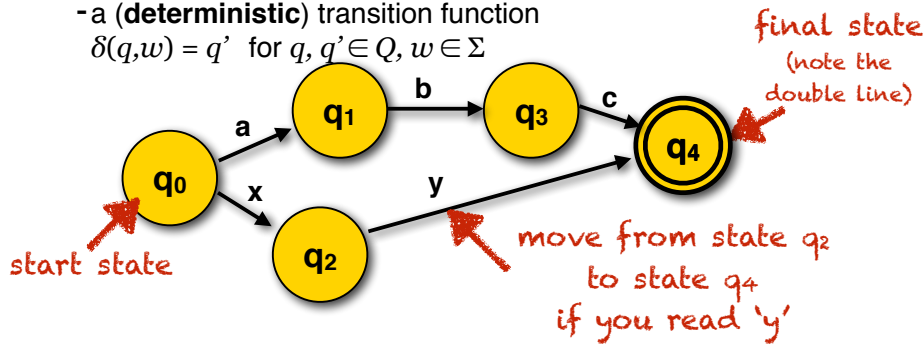 - a (deterministic) transition function
δ(q,w) = q’ for q, q’ ∈ Q, w ∈ Σ
final state
(note the
double line)
q1
b
q3
c
q4
a
q0
x
y
q2
start state
move from state q2
to state q4
if you read ‘y’